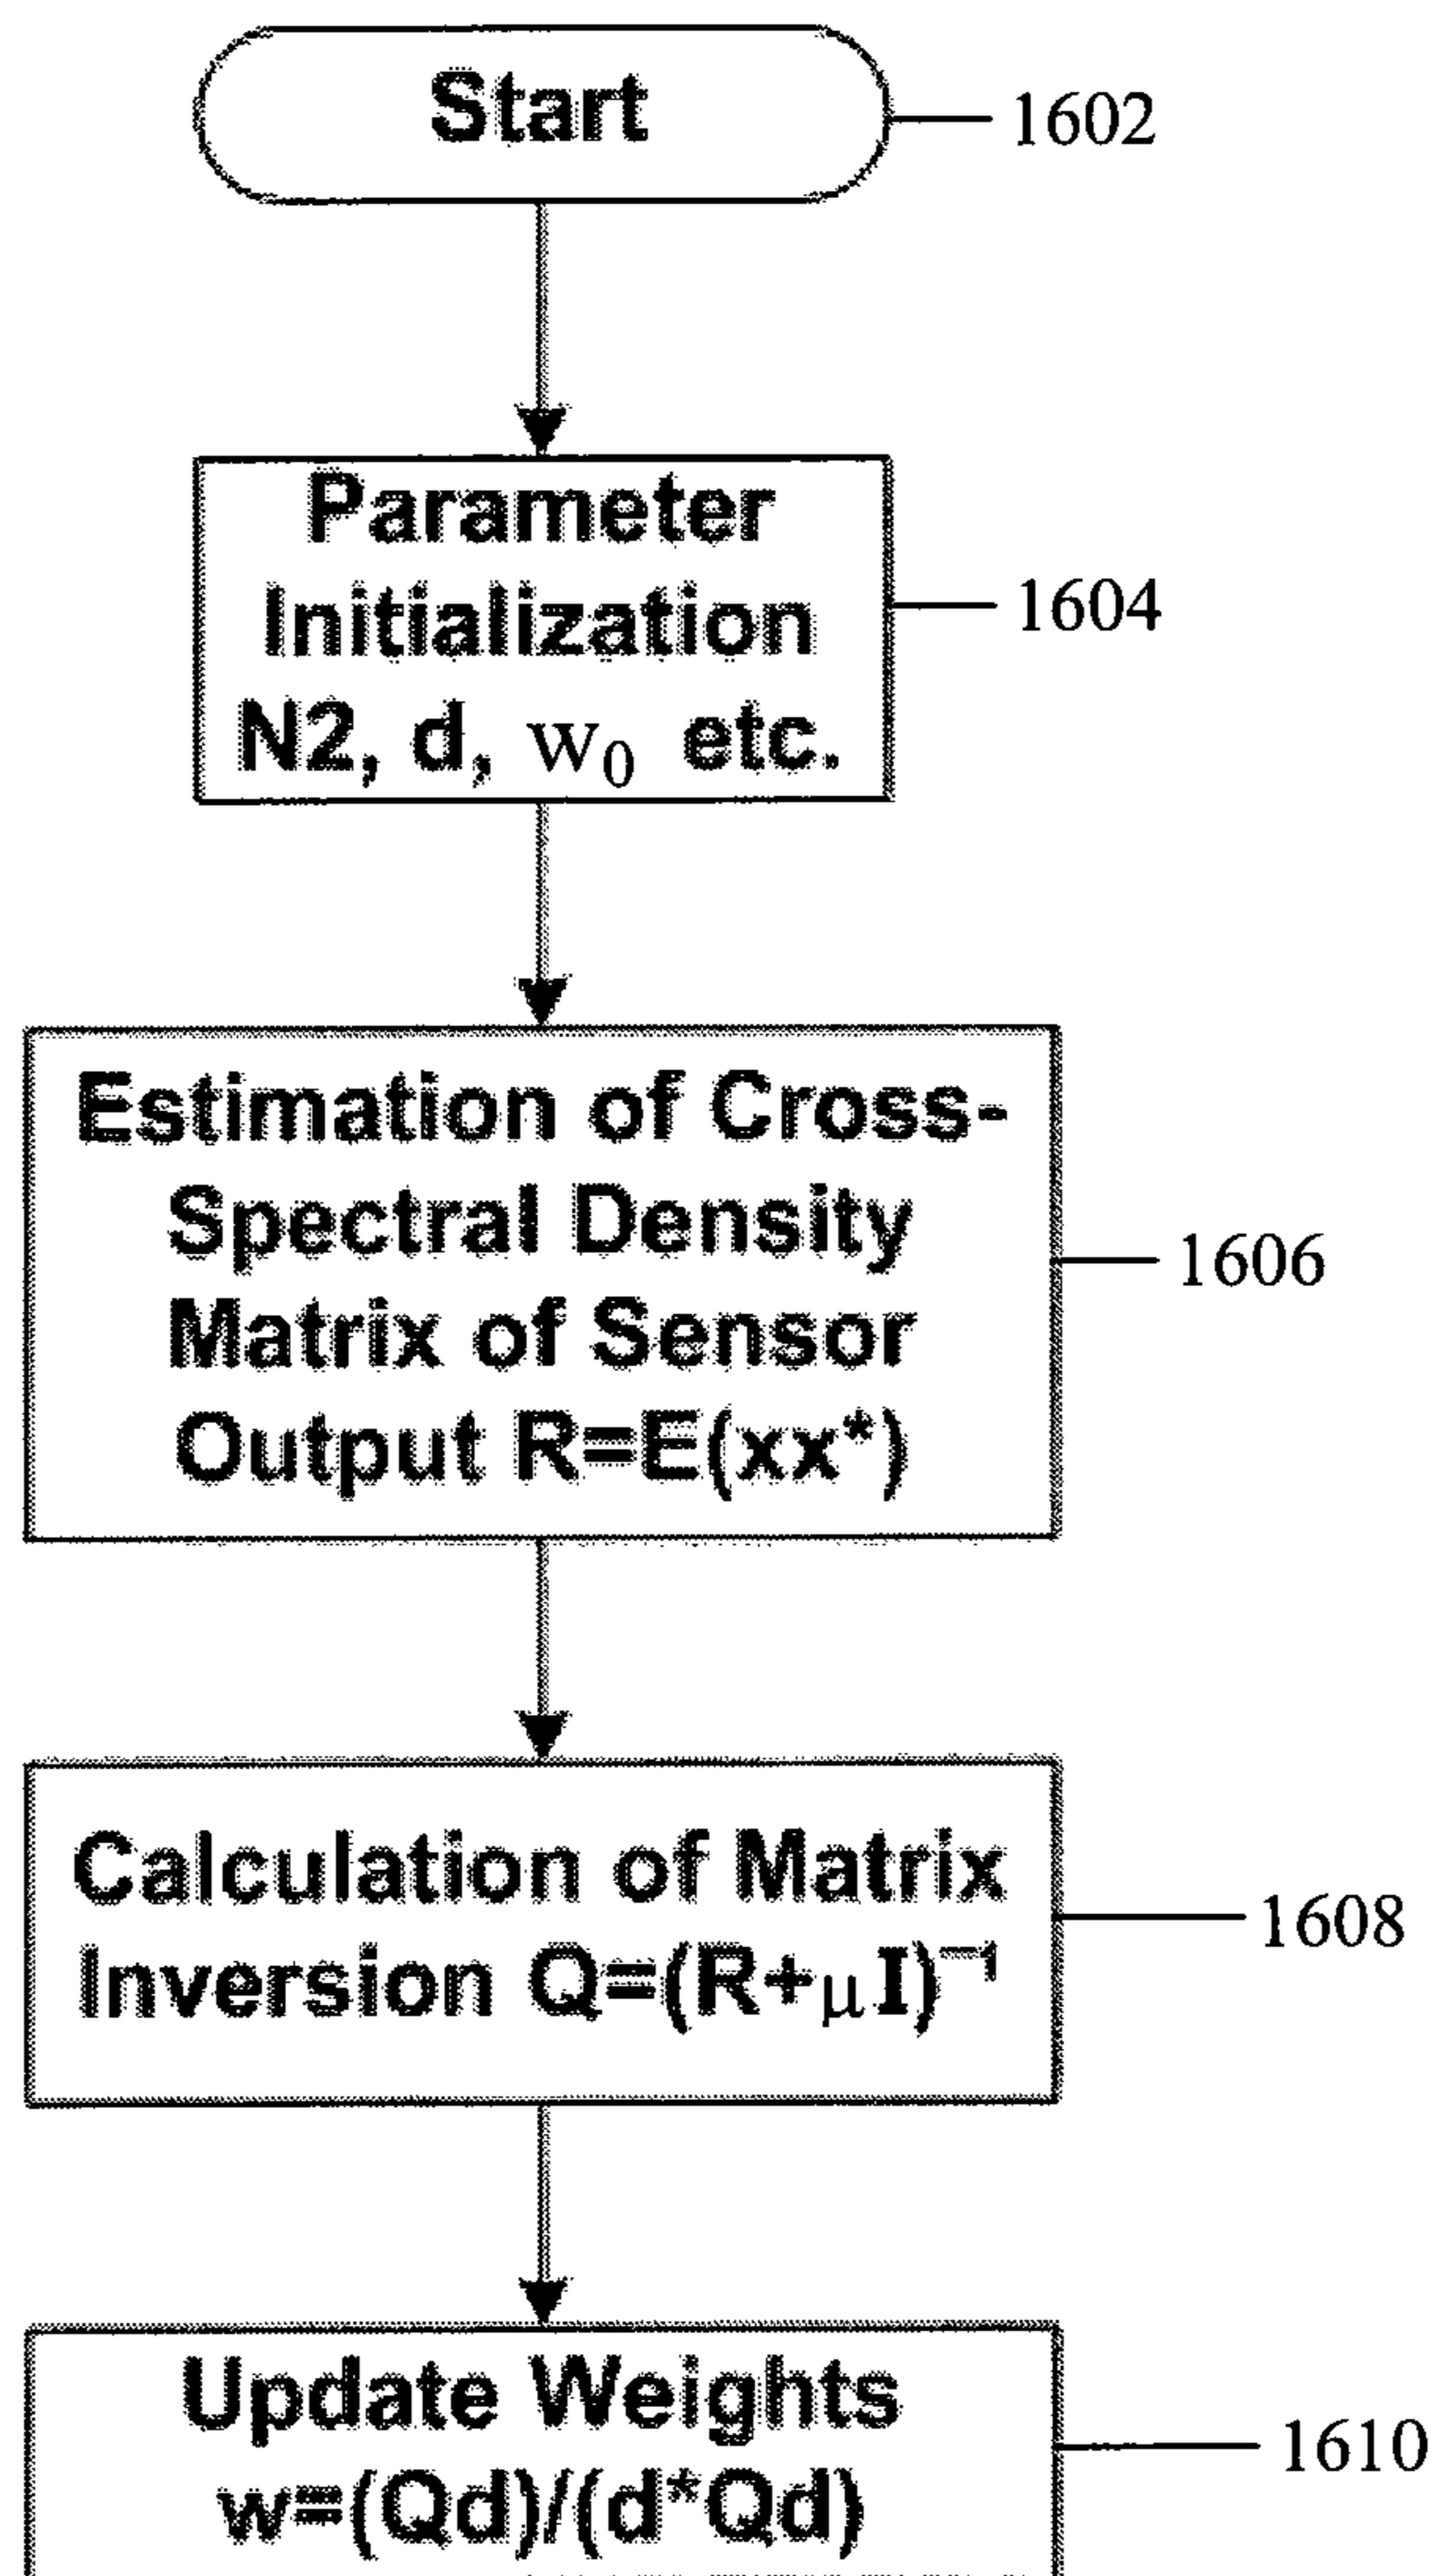 Start
1602
Parameter
Initialization
N2, d, w₀ etc.
1604
Estimation of Cross-
Spectral Density
Matrix of Sensor
Output R=E(xx*)
1606
Calculation of Matrix
Inversion Q=(R+μI)⁻¹
1608
Update Weights
w=(Qd)/(d*Qd)
1610